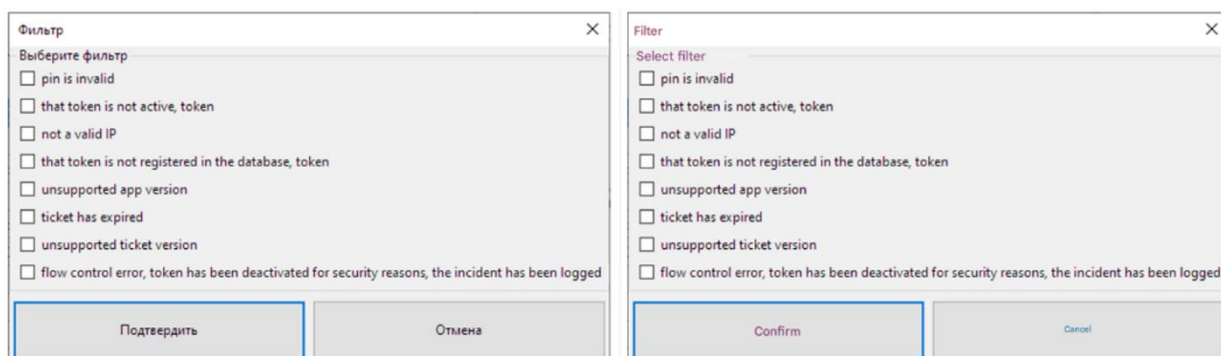 Фильтр
Выберите фильтр
pin is invalid
that token is not active, token
not a valid IP
that token is not registered in the database, token
unsupported app version
ticket has expired
unsupported ticket version
flow control error, token has been deactivated for security reasons, the incident has been logged
Подтвердить
Отмена
Filter
Select filter
pin is invalid
that token is not active, token
not a valid IP
that token is not registered in the database, token
unsupported app version
ticket has expired
unsupported ticket version
flow control error, token has been deactivated for security reasons, the incident has been logged
Confirm
Cancel